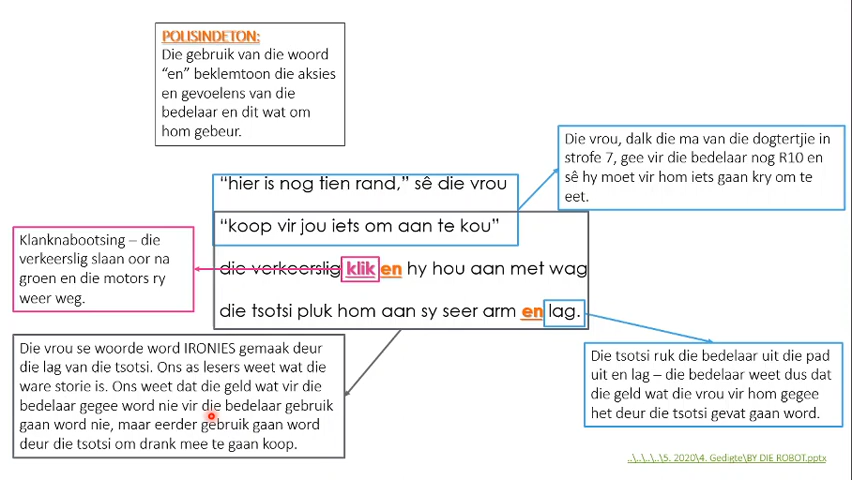 POLISINDETON:
Die gebruik van die woord
"en" beklemtoon die aksies
en gevoelens van die
bedelaar en dit wat om
hom gebeur.
Die vrou, dalk die ma van die dogtertjie in
strofe 7, gee vir die bedelaar nog R10 en
sê hy moet vir hom iets gaan kry om te
eet.
"hier is nog tien rand," sê die vrou
"koop vir jou iets om aan te kou"
die verkeerslig klik en hy hou aan met wag
die tsotsi pluk hom aan sy seer arm en lag.
Klanknabootsing – die
verkeerslig slaan oor na
groen en die motors ry
weer weg.
Die vrou se woorde word IRONIES gemaak deur
die lag van die tsotsi. Ons as lesers weet wat die
ware storie is. Ons weet dat die geld wat vir die
bedelaar gegee word nie vir die bedelaar gebruik
gaan word nie, maar eerder gebruik gaan word
deur die tsotsi om drank mee te gaan koop.
Die tsotsi ruk die bedelaar uit die pad
uit en lag – die bedelaar weet dus dat
die geld wat die vrou vir hom gegee
het deur die tsotsi gevat gaan word.
..\..\..\..\5. 2020\4. Gedigte\BY DIE ROBOT.pptx